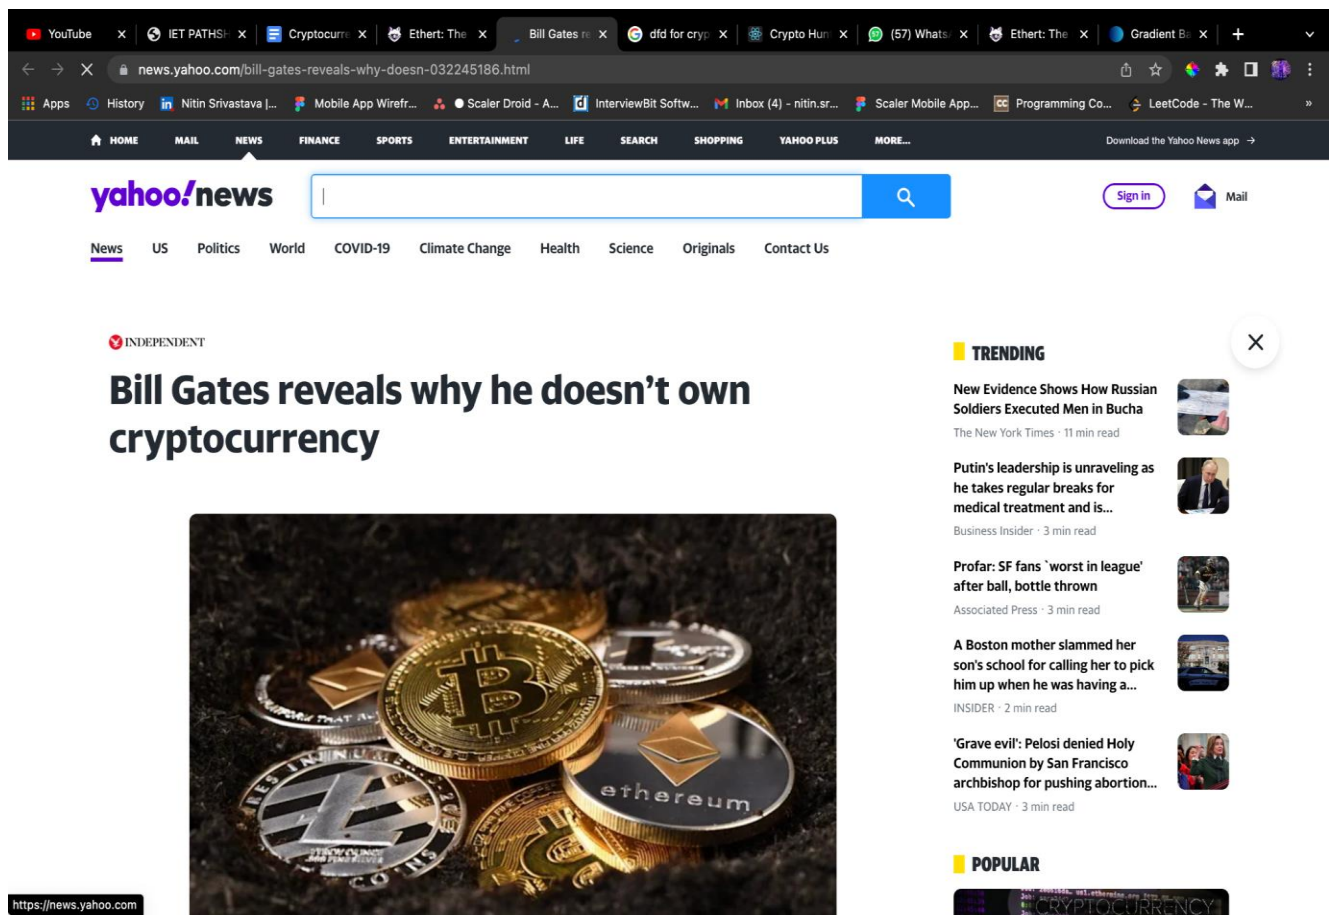 YouTube
IET PATHSH
Cryptocurre
Ethert: The
Bill Gates re
dfd for cryp
Crypto Hun
(57) Whats
Ethert: The
Gradient Ba
news.yahoo.com/bill-gates-reveals-why-doesn-032245186.html
Apps
History
Nitin Srivastava |...
Mobile App Wirefr...
Scaler Droid - A...
InterviewBit Softw...
Inbox (4) - nitin.sr...
Scaler Mobile App...
Programming Co...
LeetCode - The W...
»
HOME
MAIL
NEWS
FINANCE
SPORTS
ENTERTAINMENT
LIFE
SEARCH
SHOPPING
YAHOO PLUS
MORE...
Download the Yahoo News app →
yahoo!news
Sign in
Mail
News
US
Politics
World
COVID-19
Climate Change
Health
Science
Originals
Contact Us
INDEPENDENT
Bill Gates reveals why he doesn’t own
cryptocurrency
ethereum
COINS
TRENDING
New Evidence Shows How Russian
Soldiers Executed Men in Bucha
The New York Times · 11 min read
Putin's leadership is unraveling as
he takes regular breaks for
medical treatment and is...
Business Insider · 3 min read
Profar: SF fans `worst in league'
after ball, bottle thrown
Associated Press · 3 min read
A Boston mother slammed her
son's school for calling her to pick
him up when he was having a...
INSIDER · 2 min read
'Grave evil': Pelosi denied Holy
Communion by San Francisco
archbishop for pushing abortion...
USA TODAY · 3 min read
POPULAR
CRYPTOCURRENCY
https://news.yahoo.com